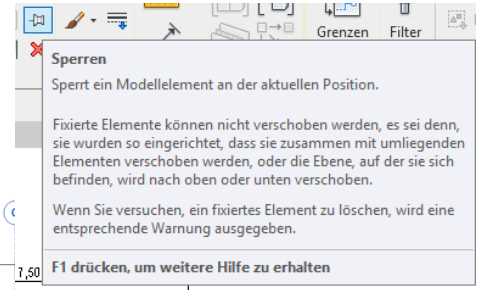 Grenzen Filter
Sperren
Sperrt ein Modellelement an der aktuellen Position.
Fixierte Elemente können nicht verschoben werden, es sei denn,
sie wurden so eingerichtet, dass sie zusammen mit umliegenden
Elementen verschoben werden, oder die Ebene, auf der sie sich
befinden, wird nach oben oder unten verschoben.
Wenn Sie versuchen, ein fixiertes Element zu löschen, wird eine
entsprechende Warnung ausgegeben.
F1 drücken, um weitere Hilfe zu erhalten
7,50